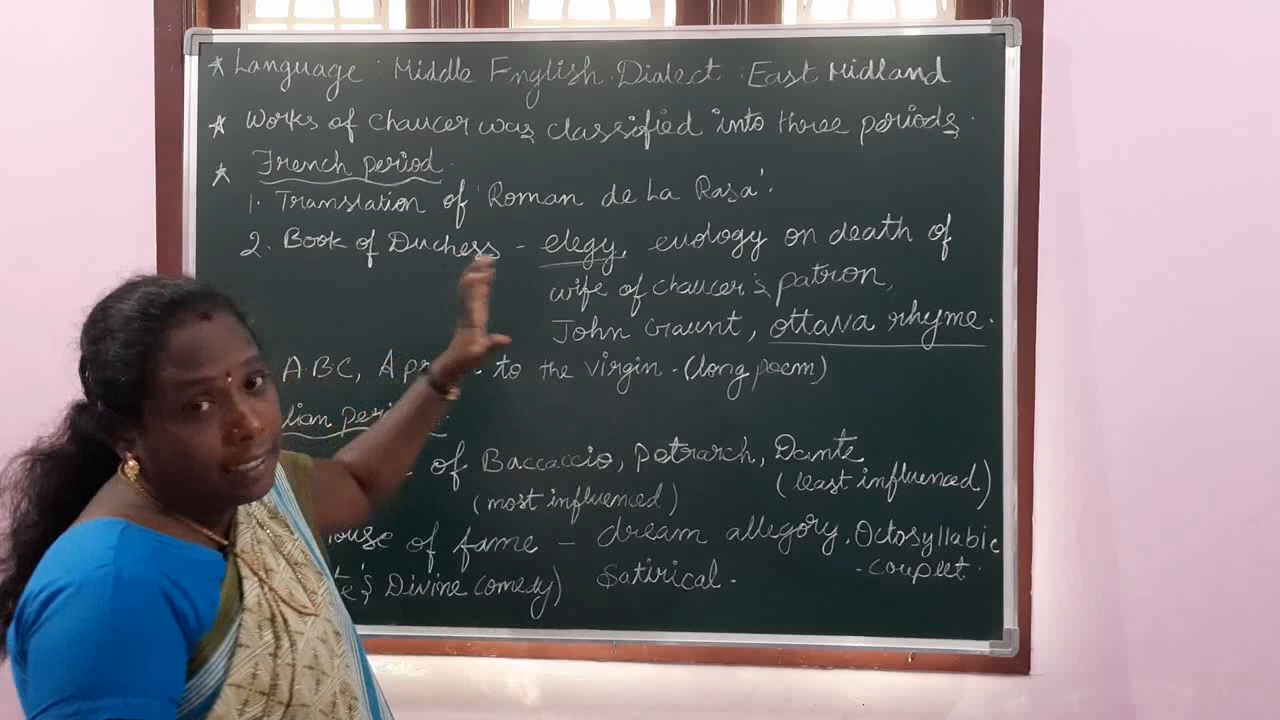 * Language : Middle English. Dialect : East Midland
* Works of Chaucer was classified into three periods.
* French period.
1. Translation of 'Roman de La Rasa'.
2. Book of Duchess - elegy, eulogy on death of
wife of Chaucer's patron,
John Graunt, ottava rhyme.
ABC, A to the virgin - (long poem)
of Baccaccio, Petrarch, Dante
(most influenced) (least influenced)
of fame - dream allegory, Octosyllabic
- couplet.
Divine comedy) Satirical.